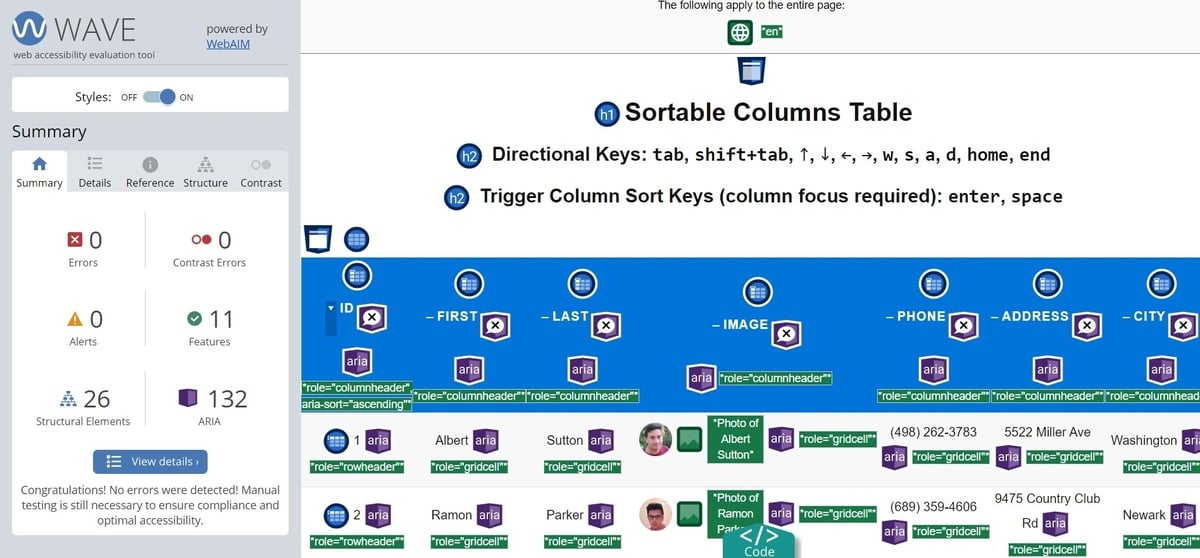 WAVE
powered by
WebAIM
web accessibility evaluation tool
Styles: OFF ON
Summary
Summary Details Reference Structure Contrast
0 0
Errors Contrast Errors
0 11
Alerts Features
26 132
Structural Elements ARIA
View details ›
Congratulations! No errors were detected! Manual
testing is still necessary to ensure compliance and
optimal accessibility.
The following apply to the entire page:
"en"
h1 Sortable Columns Table
h2 Directional Keys: tab, shift+tab, ↑, ↓, ←, →, w, s, a, d, home, end
h2 Trigger Column Sort Keys (column focus required): enter, space
▼ ID – FIRST – LAST – IMAGE – PHONE – ADDRESS – CITY
aria aria aria aria *role="columnheader"* aria aria aria
*role="columnheader" *role="columnheader"* *role="columnheader"* *role="columnheader"* *role="columnheader"* *role="columnhead
aria-sort="ascending"*
1 aria Albert aria Sutton aria *Photo of Albert Sutton* aria *role="gridcell"* (498) 262-3783 5522 Miller Ave Washington
*role="rowheader"* *role="gridcell"* *role="gridcell"* aria *role="gridcell"* aria *role="gridcell"* *role="gridcell"*
2 aria Ramon aria Parker aria *Photo of Ramon aria *role="gridcell"* (689) 359-4606 9475 Country Club Rd aria Newark aria
*role="rowheader"* *role="gridcell"* *role="gridcell"* aria *role="gridcell"* *role="gridcell"* *role="gridcell"*
</> Code